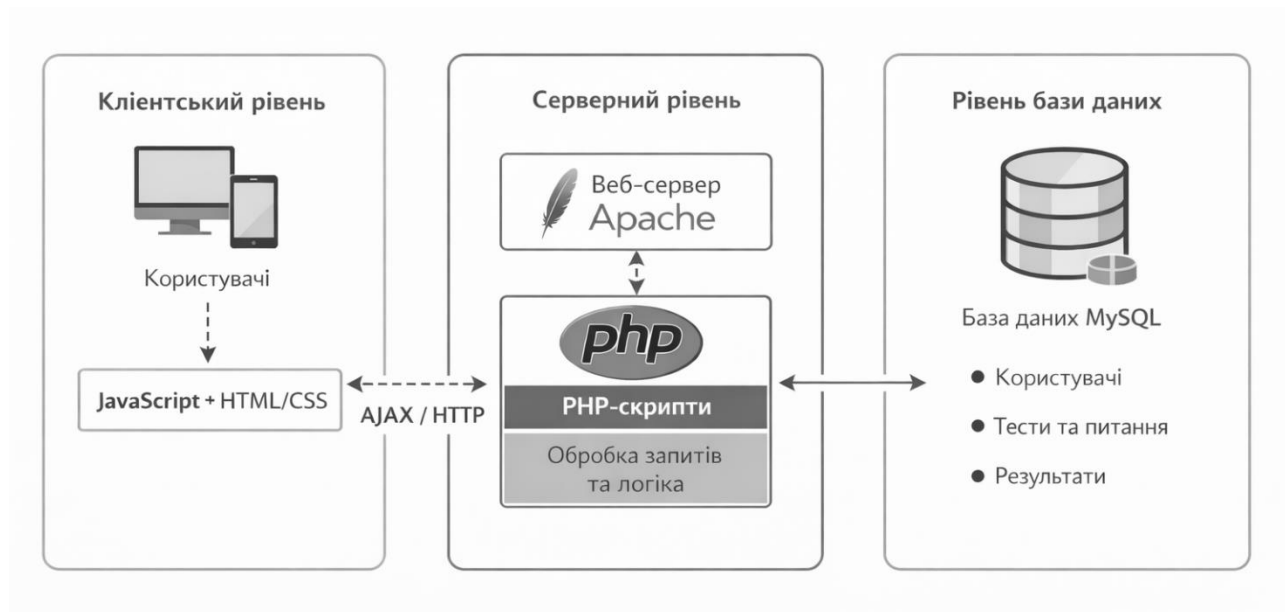 Кліентський рівень
Користувачі
JavaScript + HTML/CSS
AJAX / HTTP
Серверний рівень
Веб-сервер
Apache
php
PHP-скрипти
Обробка запитів
та логіка
Рівень бази даних
База даних MySQL
Користувачі
Тести та питання
Результати